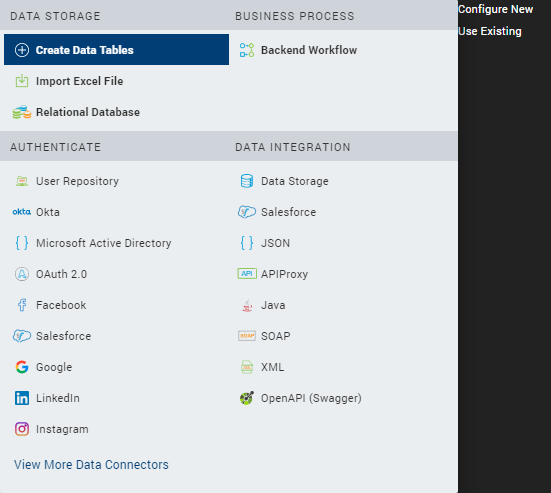 DATA STORAGE
Create Data Tables
Import Excel File
Relational Database
BUSINESS PROCESS
Backend Workflow
AUTHENTICATE
User Repository
okta Okta
{ } Microsoft Active Directory
OAuth 2.0
Facebook
Salesforce
Google
in LinkedIn
Instagram
View More Data Connectors
DATA INTEGRATION
Data Storage
Salesforce
{ } JSON
API APIProxy
Java
SOAP SOAP
XML
OpenAPI (Swagger)
Configure New
Use Existing